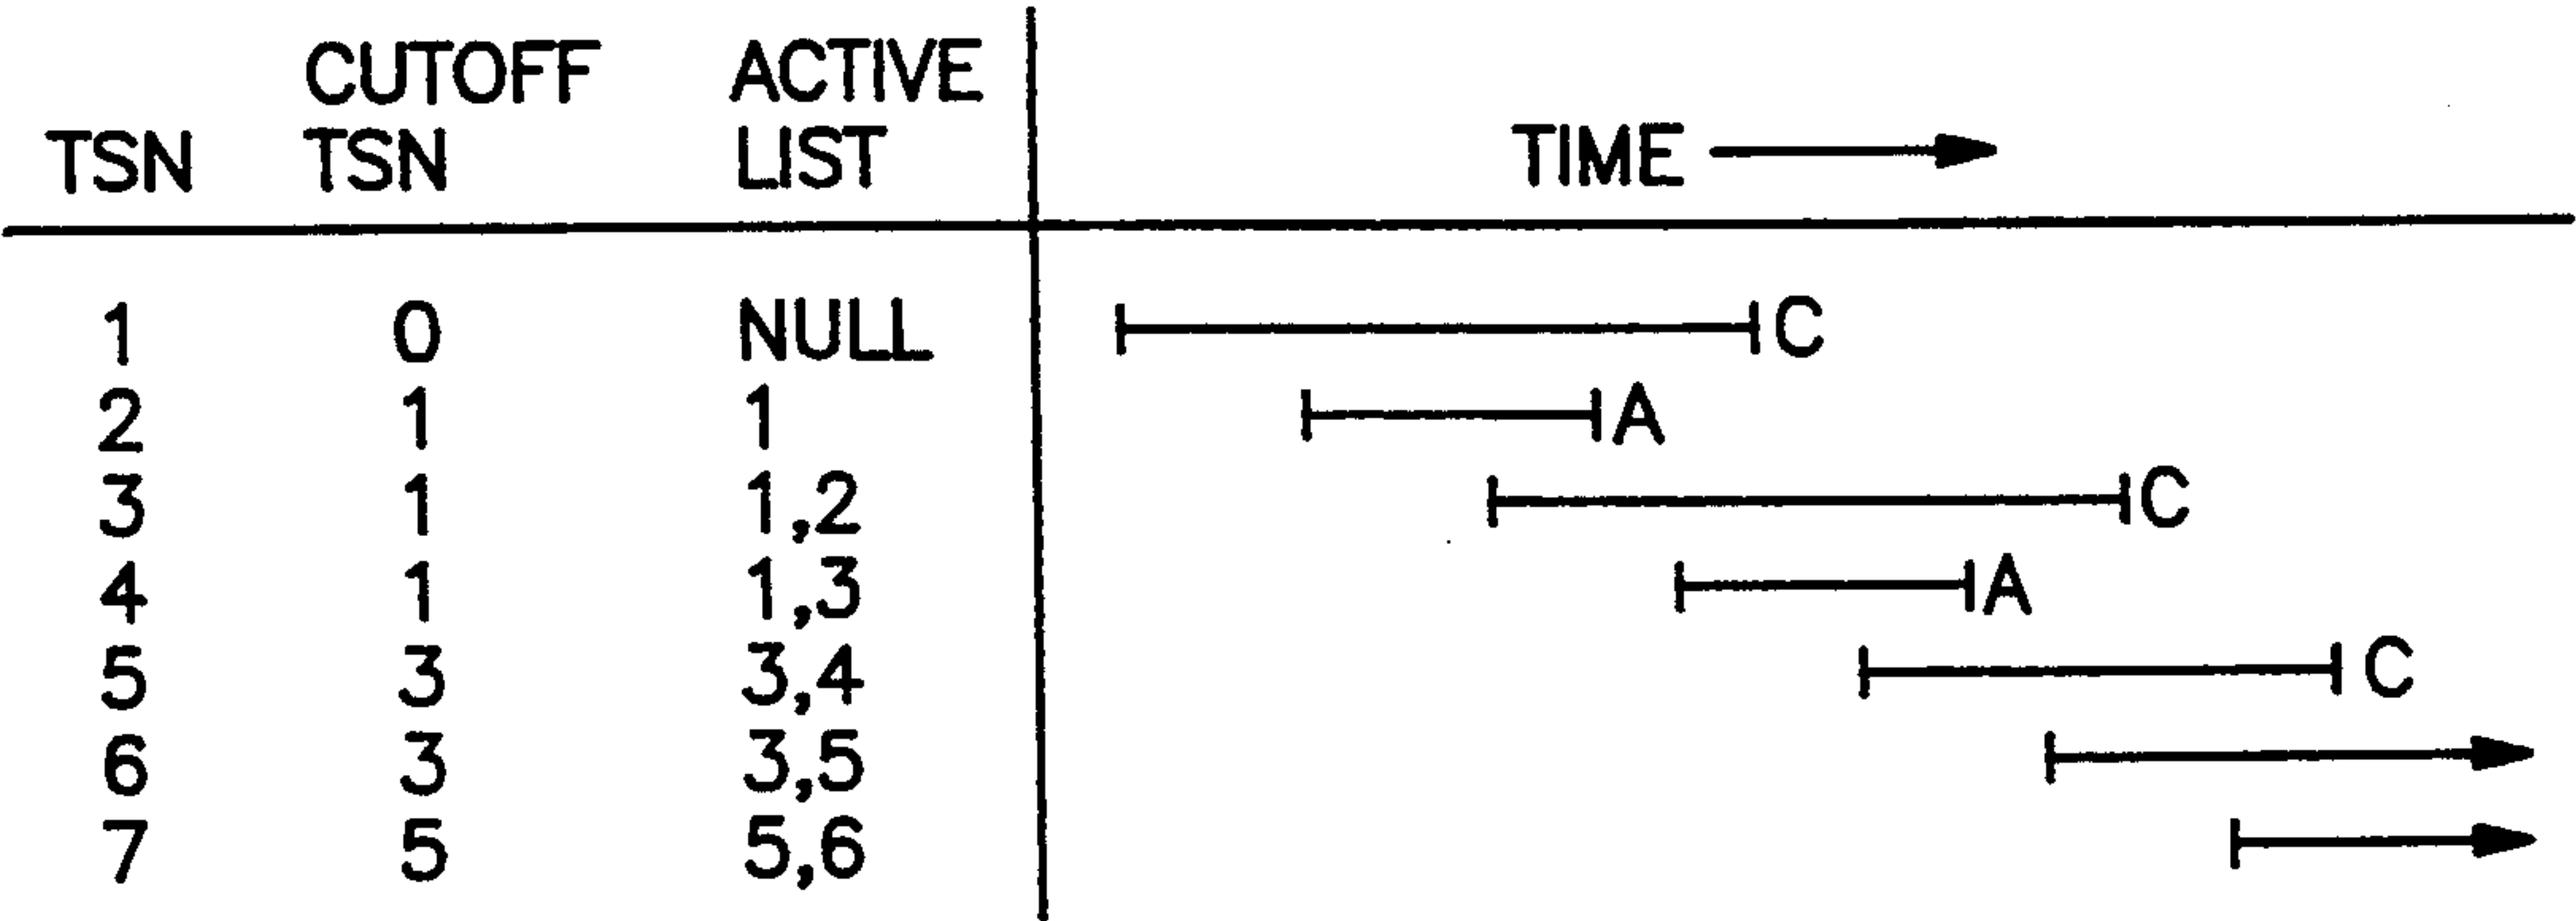 CUTOFF ACTIVE
TSN TSN LIST TIME
1 0 NULL C
2 1 1 A
3 1 1,2 C
4 1 1,3 A
5 3 3,4 C
6 3 3,5
7 5 5,6